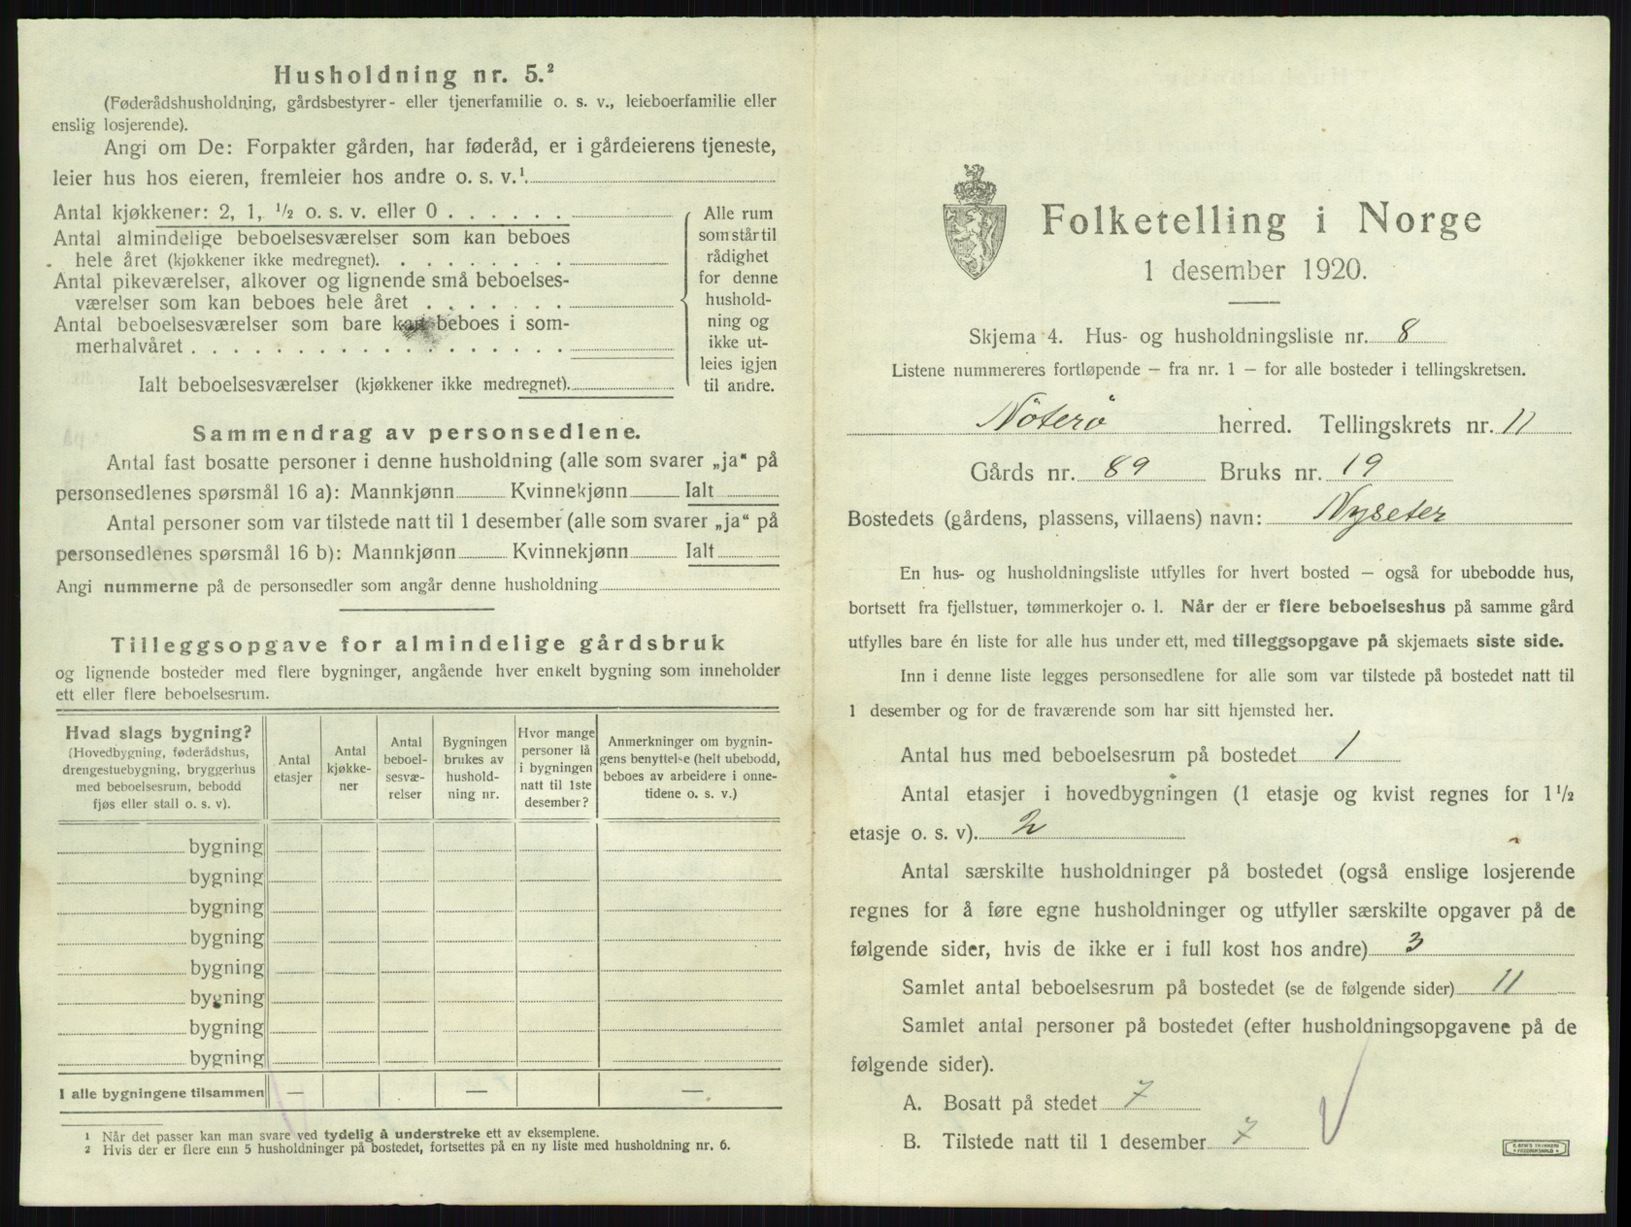 Husholdning nr. 5.²
(Føderådshusholdning, gårdsbestyrer- eller tjenerfamilie o. s. v., leieboerfamilie eller
enslig losjerende).
Angi om De: Forpakter gården, har føderåd, er i gårdeierens tjeneste,
leier hus hos eieren, fremleier hos andre o. s. v.¹
Antal kjøkkener: 2, 1, ½ o. s. v. eller 0 . . . . . .
Antal almindelige beboelsesværelser som kan beboes
hele året (kjøkkener ikke medregnet). . . . . . . . .
Antal pikeværelser, alkover og lignende små beboelses-
værelser som kan beboes hele året . . . . . . .
Antal beboelsesværelser som bare kan beboes i som-
merhalvåret . . . . . . . . . . . . . . . . . .
Ialt beboelsesværelser (kjøkkener ikke medregnet).
Alle rum
som står til
rådighet
for denne
hushold-
ning og
ikke ut-
leies igjen
til andre.
Sammendrag av personsedlene.
Antal fast bosatte personer i denne husholdning (alle som svarer „ja“ på
personsedlenes spørsmål 16 a): Mannkjønn Kvinnekjønn Ialt
Antal personer som var tilstede natt til 1 desember (alle som svarer „ja“ på
personsedlenes spørsmål 16 b): Mannkjønn Kvinnekjønn Ialt
Angi nummerne på de personsedler som angår denne husholdning
Tilleggsopgave for almindelige gårdsbruk
og lignende bosteder med flere bygninger, angående hver enkelt bygning som inneholder
ett eller flere beboelsesrum.
Hvad slags bygning?
(Hovedbygning, føderådshus,
drengestuebygning, bryggerhus
med beboelsesrum, bebodd
fjøs eller stall o. s. v).
Antal
etasjer
Antal
kjøkke-
ner
Antal
beboel-
sesvæ-
relser
Bygningen
brukes av
hushold-
ning nr.
Hvor mange
personer lå
i bygningen
natt til 1ste
desember?
Anmerkninger om bygnin-
gens benyttelse (helt ubebodd,
beboes av arbeidere i onne-
tidene o. s. v.)
bygning
bygning
bygning
bygning
bygning
bygning
bygning
bygning
I alle bygningene tilsammen — — —
¹ Når det passer kan man svare ved tydelig å understreke ett av eksemplene.
² Hvis der er flere enn 5 husholdninger på bostedet, fortsettes på en ny liste med husholdning nr. 6.
Folketelling i Norge
1 desember 1920.
Skjema 4. Hus- og husholdningsliste nr. 8
Listene nummereres fortløpende – fra nr. 1 – for alle bosteder i tellingskretsen.
Nöterö herred. Tellingskrets nr. 11
Gårds nr. 89 Bruks nr. 19
Bostedets (gårdens, plassens, villaens) navn: Nyseter
En hus- og husholdningsliste utfylles for hvert bosted – også for ubebodde hus,
bortsett fra fjellstuer, tømmerkojer o. l. Når der er flere beboelseshus på samme gård
utfylles bare én liste for alle hus under ett, med tilleggsopgave på skjemaets siste side.
Inn i denne liste legges personsedlene for alle som var tilstede på bostedet natt til
1 desember og for de fraværende som har sitt hjemsted her.
Antal hus med beboelsesrum på bostedet 1
Antal etasjer i hovedbygningen (1 etasje og kvist regnes for 1½
etasje o. s. v). 2
Antal særskilte husholdninger på bostedet (også enslige losjerende
regnes for å føre egne husholdninger og utfyller særskilte opgaver på de
følgende sider, hvis de ikke er i full kost hos andre) 3
Samlet antal beboelsesrum på bostedet (se de følgende sider) 11
Samlet antal personer på bostedet (efter husholdningsopgavene på de
følgende sider).
A. Bosatt på stedet 7
B. Tilstede natt til 1 desember 7